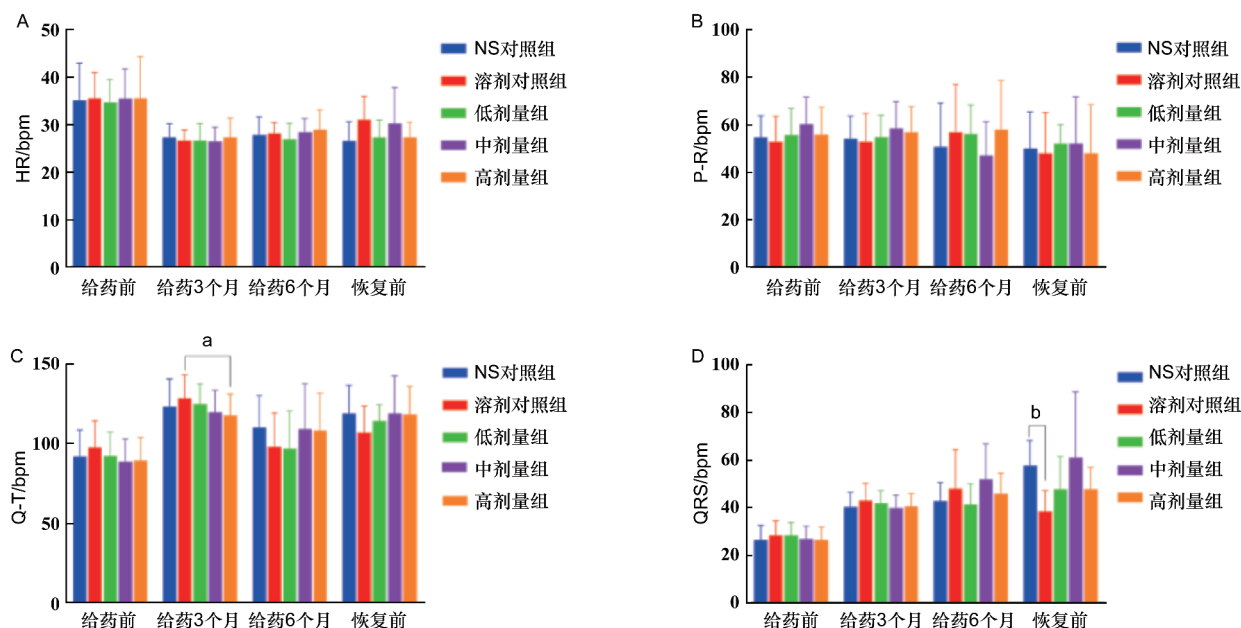 A
HR/bpm
50
40
30
20
10
0
给药前 给药3个月 给药6个月 恢复前
NS对照组
溶剂对照组
低剂量组
中剂量组
高剂量组
B
P-R/bpm
100
80
60
40
20
0
给药前 给药3个月 给药6个月 恢复前
NS对照组
溶剂对照组
低剂量组
中剂量组
高剂量组
C
Q-T/bpm
150
100
50
0
a
给药前 给药3个月 给药6个月 恢复前
NS对照组
溶剂对照组
低剂量组
中剂量组
高剂量组
D
QRS/bpm
100
80
60
40
20
0
b
给药前 给药3个月 给药6个月 恢复前
NS对照组
溶剂对照组
低剂量组
中剂量组
高剂量组